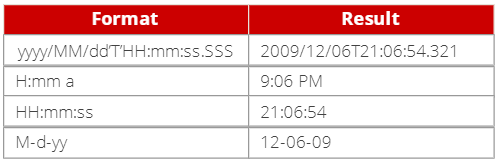 Format Result
yyyy/MM/dd‘T’HH:mm:ss.SSS 2009/12/06T21:06:54.321
H:mm a 9:06 PM
HH:mm:ss 21:06:54
M-d-yy 12-06-09